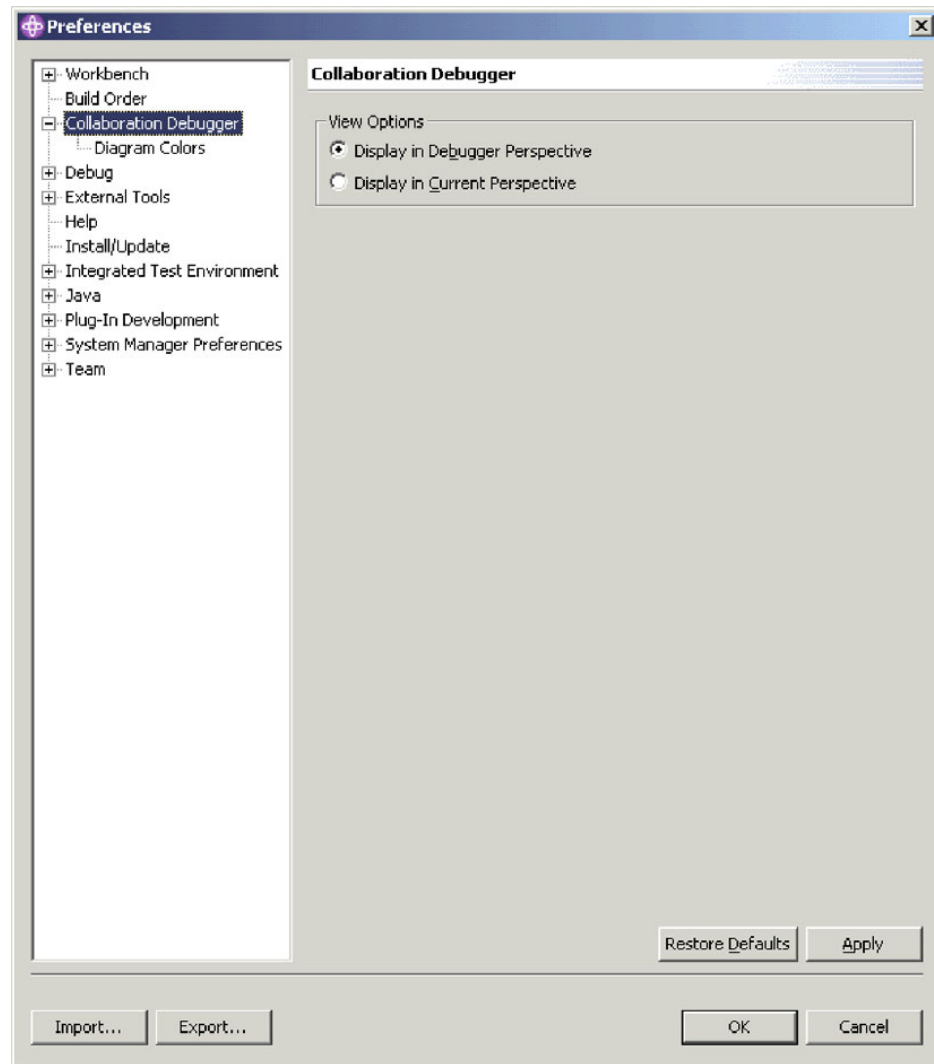 Preferences
Workbench
Build Order
Collaboration Debugger
Diagram Colors
Debug
External Tools
Help
Install/Update
Integrated Test Environment
Java
Plug-In Development
System Manager Preferences
Team
Collaboration Debugger
View Options
Display in Debugger Perspective
Display in Current Perspective
Restore Defaults
Apply
Import...
Export...
OK
Cancel